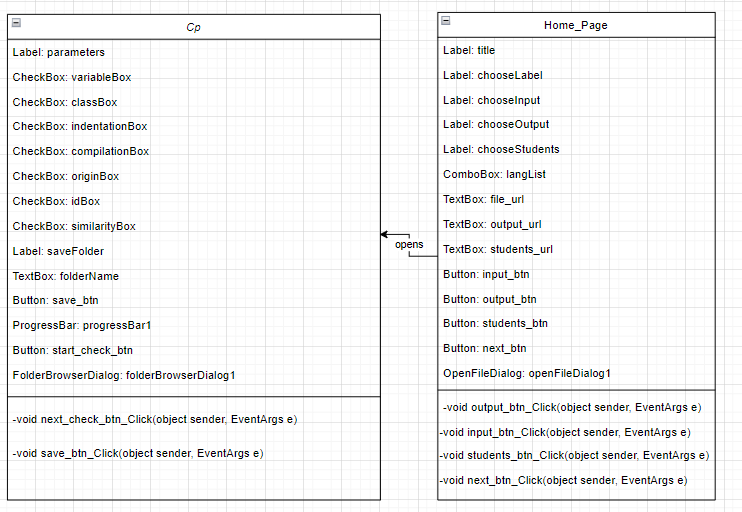 Cp
Label: parameters
CheckBox: variableBox
CheckBox: classBox
CheckBox: indentationBox
CheckBox: compilationBox
CheckBox: originBox
CheckBox: idBox
CheckBox: similarityBox
Label: saveFolder
TextBox: folderName
Button: save_btn
ProgressBar: progressBar1
Button: start_check_btn
FolderBrowserDialog: folderBrowserDialog1
-void next_check_btn_Click(object sender, EventArgs e)
-void save_btn_Click(object sender, EventArgs e)
opens
Home_Page
Label: title
Label: chooseLabel
Label: chooseInput
Label: chooseOutput
Label: chooseStudents
ComboBox: langList
TextBox: file_url
TextBox: output_url
TextBox: students_url
Button: input_btn
Button: output_btn
Button: students_btn
Button: next_btn
OpenFileDialog: openFileDialog1
-void output_btn_Click(object sender, EventArgs e)
-void input_btn_Click(object sender, EventArgs e)
-void students_btn_Click(object sender, EventArgs e)
-void next_btn_Click(object sender, EventArgs e)